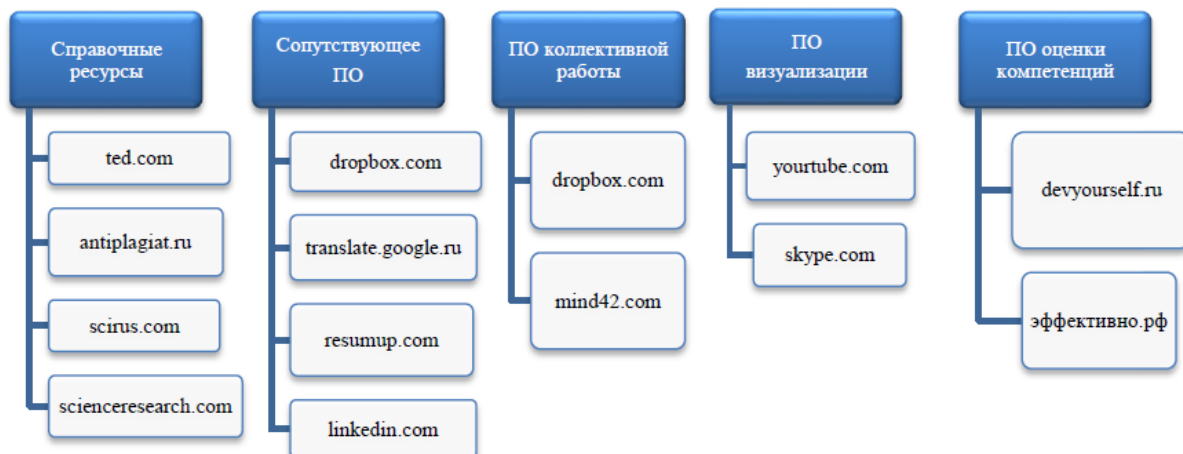 Справочные
ресурсы
ted.com
antiplagiat.ru
scirus.com
scienceresearch.com
Сопутствующее
ПО
dropbox.com
translate.google.ru
resumup.com
linkedin.com
ПО коллективной
работы
dropbox.com
mind42.com
ПО
визуализации
yourtube.com
skype.com
ПО оценки
компетенций
devyourself.ru
эффективно.рф